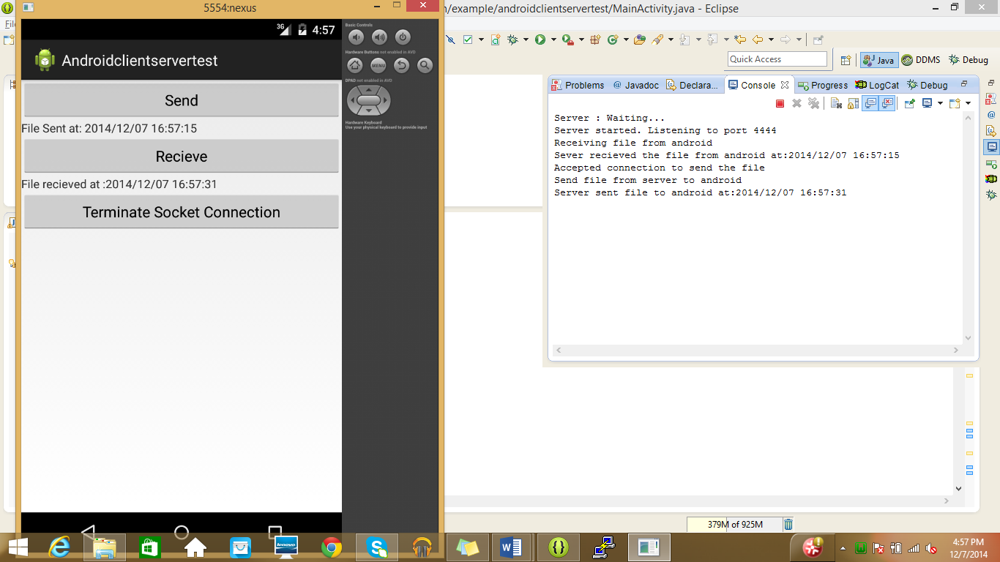 5554:nexus
3G 4:57
Androidclientservertest
Send
File Sent at: 2014/12/07 16:57:15
Recieve
File recieved at :2014/12/07 16:57:31
Terminate Socket Connection
Basic Controls
Hardware Buttons not enabled in AVD
MENU
DPAD not enabled in AVD
Hardware Keyboard
Use your physical keyboard to provide input
/example/androidclientservertest/MainActivity.java - Eclipse
Quick Access
Java DDMS Debug
Problems @ Javadoc Declara... Console Progress LogCat Debug
Server : Waiting...
Server started. Listening to port 4444
Receiving file from android
Sever recieved the file from android at:2014/12/07 16:57:15
Accepted connection to send the file
Send file from server to android
Server sent file to android at:2014/12/07 16:57:31
379M of 925M
lenovo
4:57 PM
12/7/2014